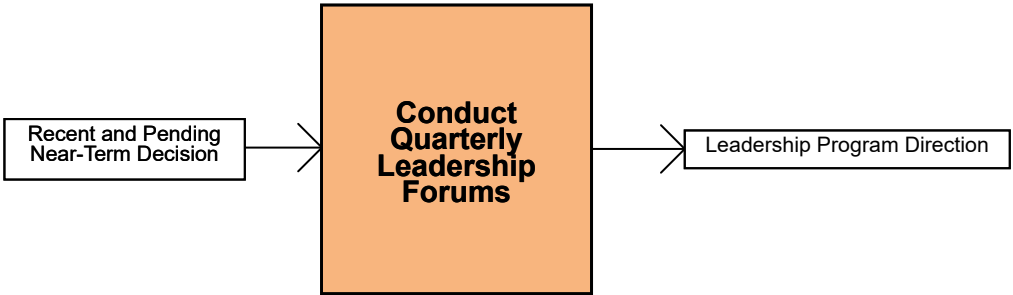 Recent and Pending
Near-Term Decision
Conduct
Quarterly
Leadership
Forums
Leadership Program Direction